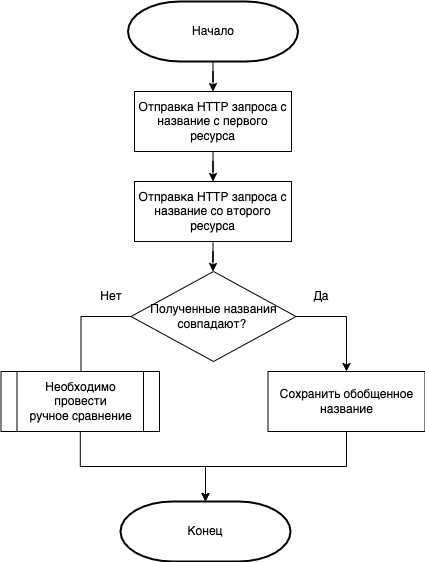 Начало
Отправка HTTP запроса с
название с первого
ресурса
Отправка HTTP запроса с
название со второго
ресурса
Нет
Полученные названия
совпадают?
Да
Необходимо
провести
ручное сравнение
Сохранить обобщенное
название
Конец